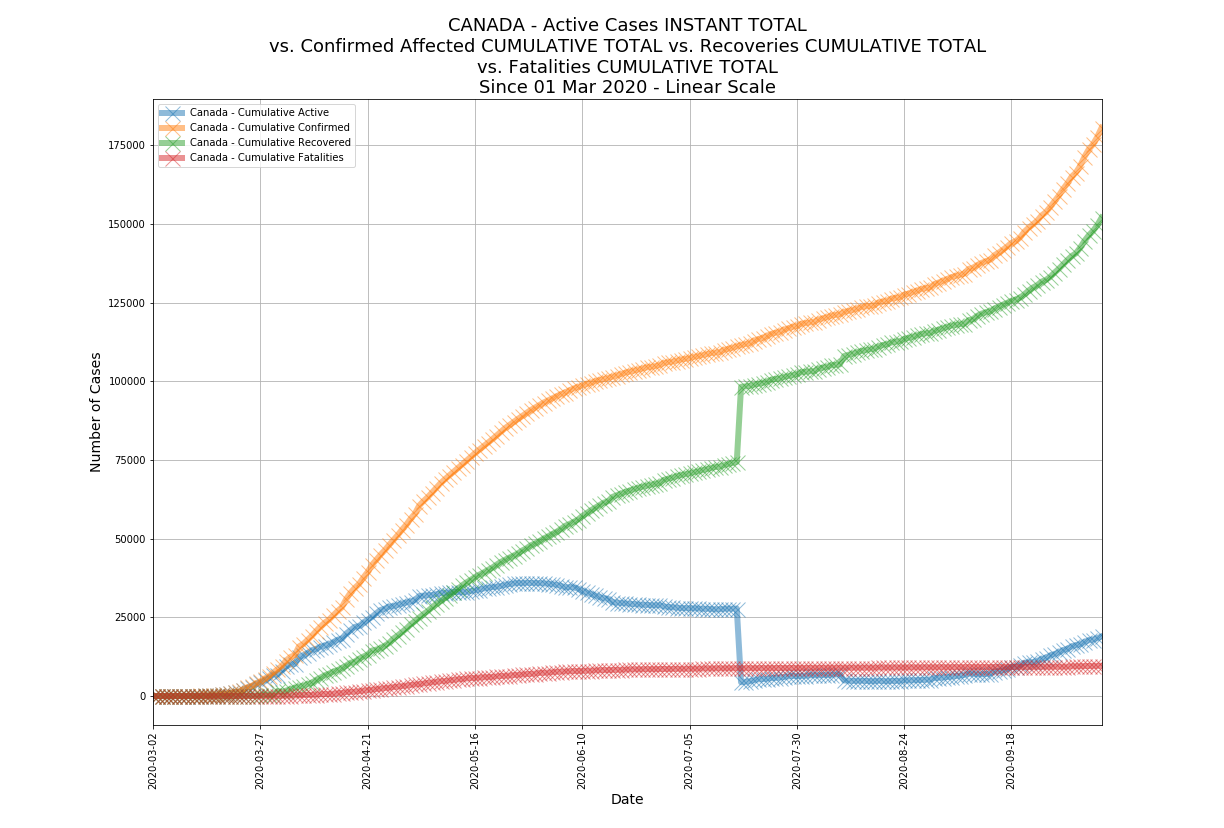 CANADA - Active Cases INSTANT TOTAL
vs. Confirmed Affected CUMULATIVE TOTAL vs. Recoveries CUMULATIVE TOTAL
vs. Fatalities CUMULATIVE TOTAL
Since 01 Mar 2020 - Linear Scale
Canada - Cumulative Active
Canada - Cumulative Confirmed
Canada - Cumulative Recovered
Canada - Cumulative Fatalities
175000
150000
125000
100000
75000
50000
25000
0
Number of Cases
2020-03-02
2020-03-27
2020-04-21
2020-05-16
2020-06-10
2020-07-05
2020-07-30
2020-08-24
2020-09-18
Date